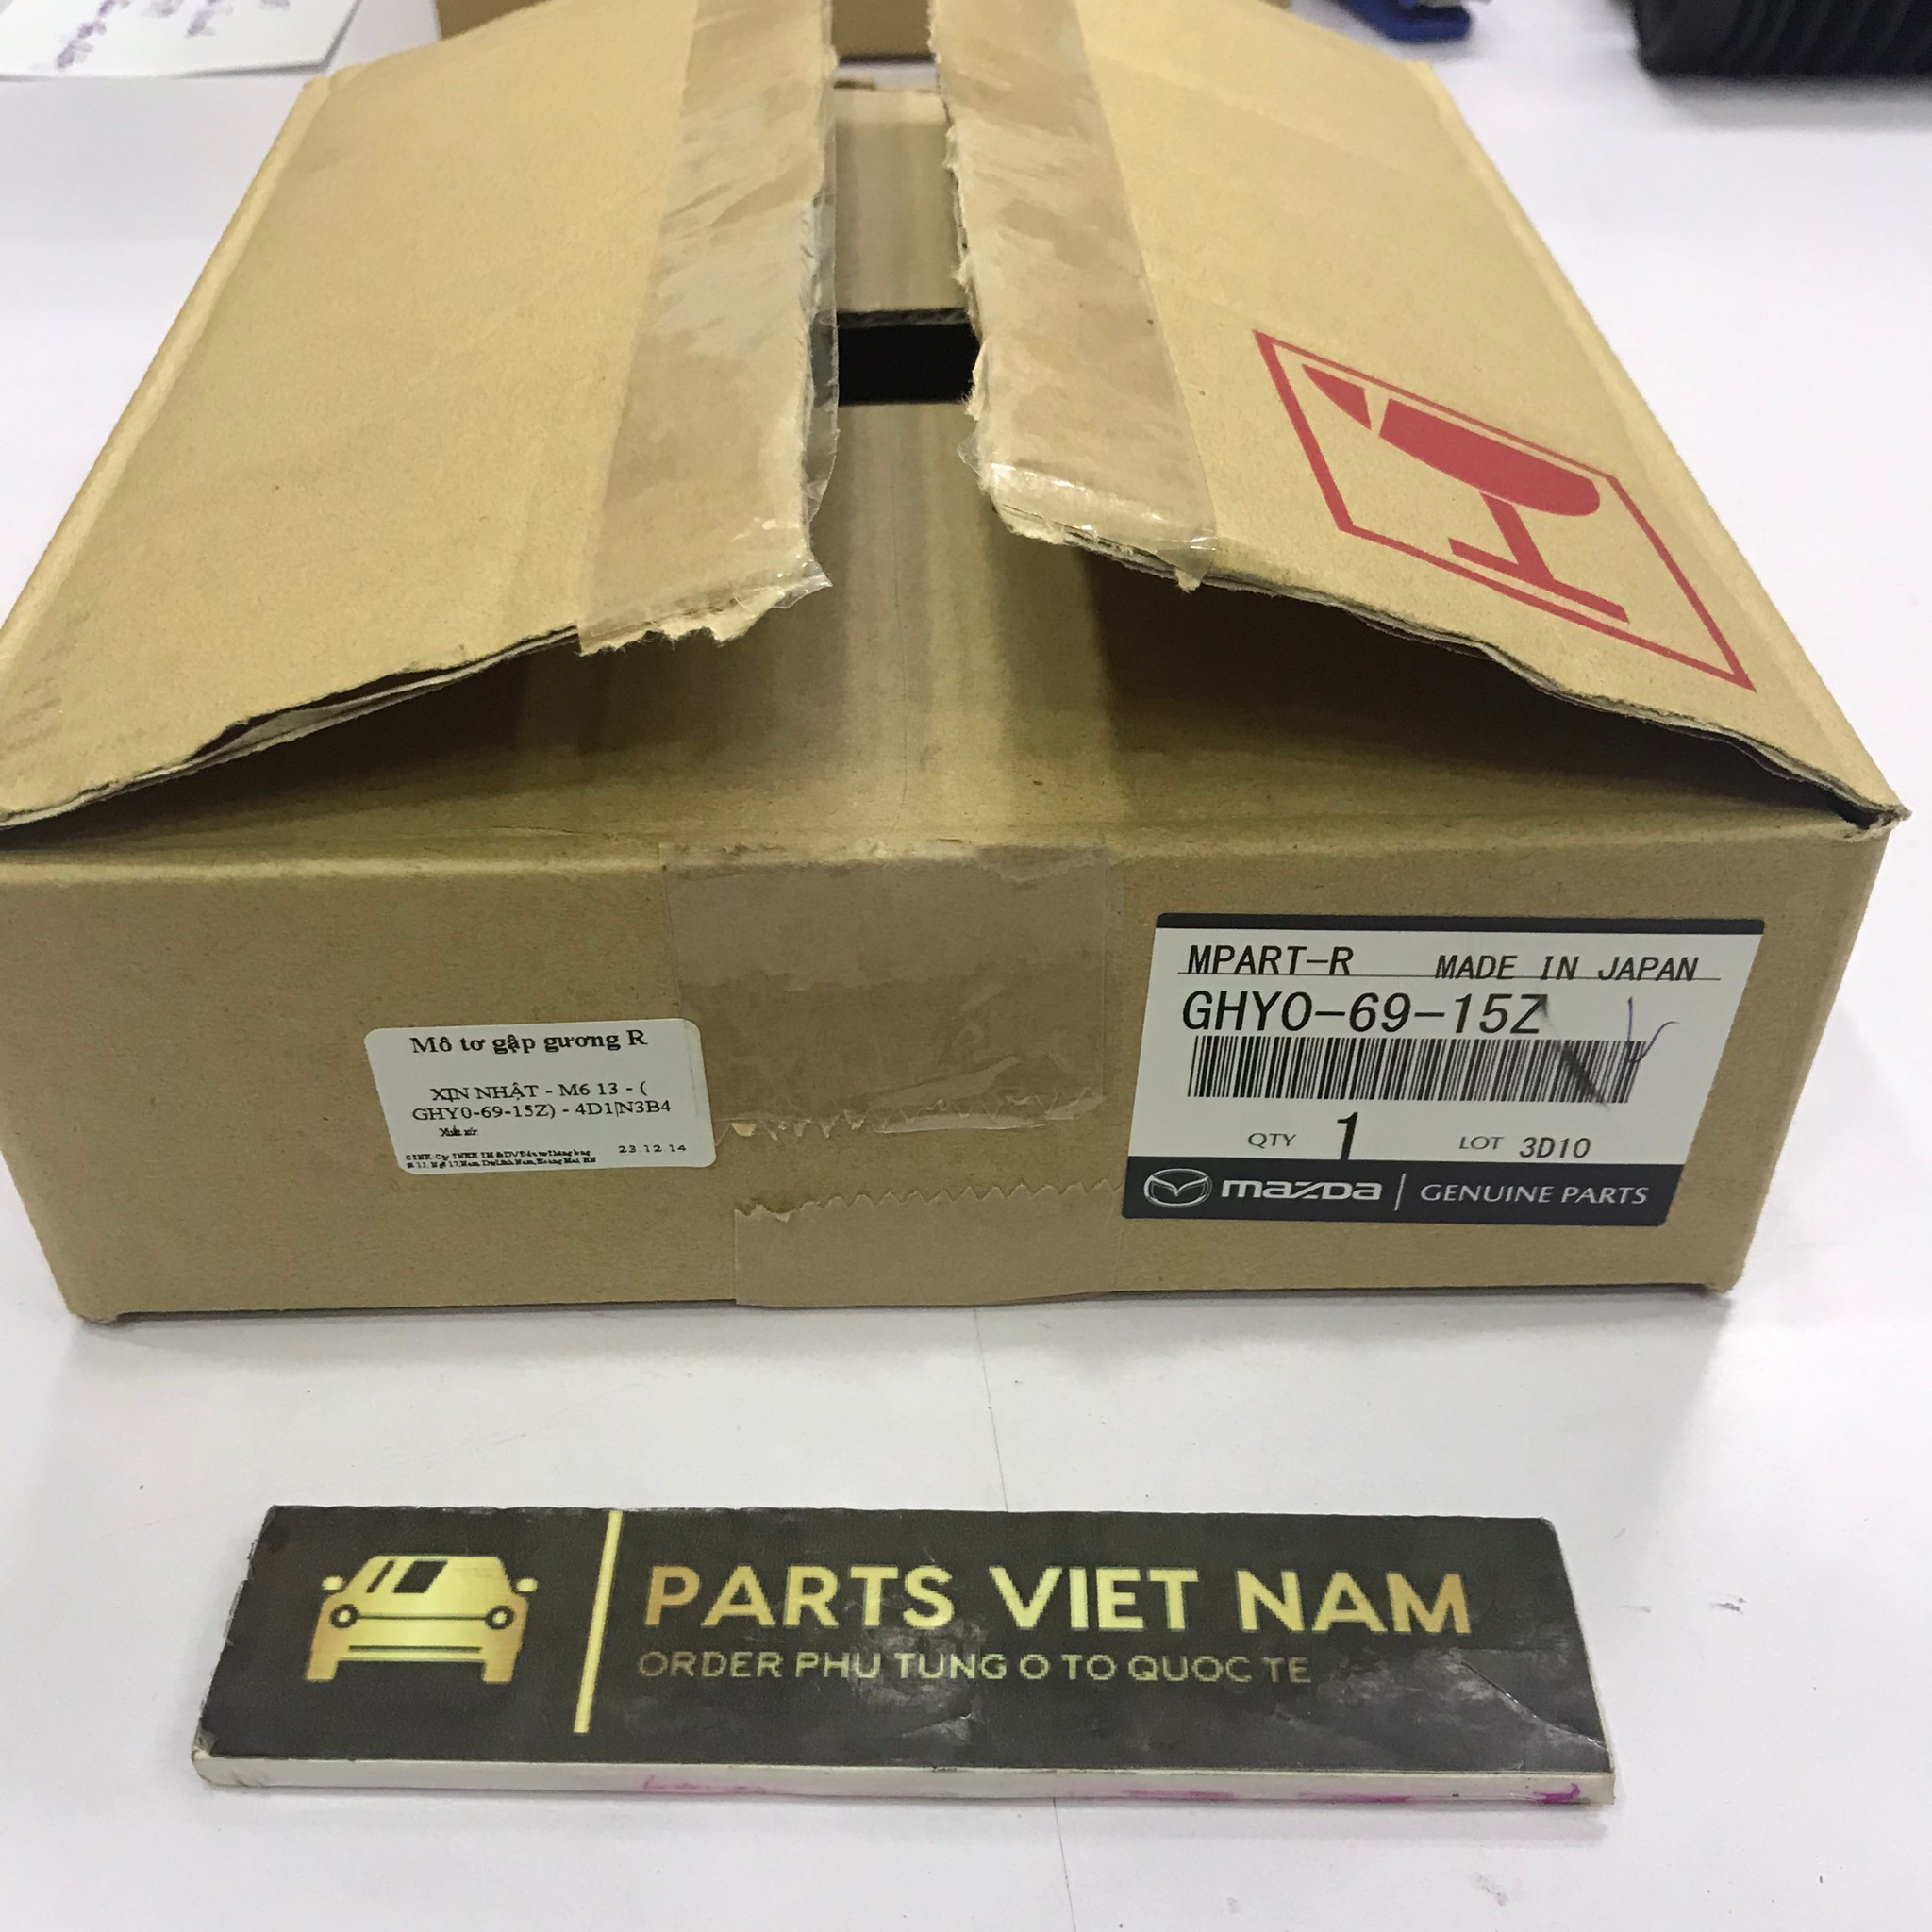 MPART-R MADE IN JAPAN
GHY0-69-15Z
QTY 1 LOT 3D10
mazda | GENUINE PARTS
Mô tơ gập gương R
XỊN NHẬT - M6 13 - (
GHY0-69-15Z) - 4D1|N3B4
Xuất xứ:
23.12.14
PARTS VIET NAM
ORDER PHU TUNG O TO QUOC TE